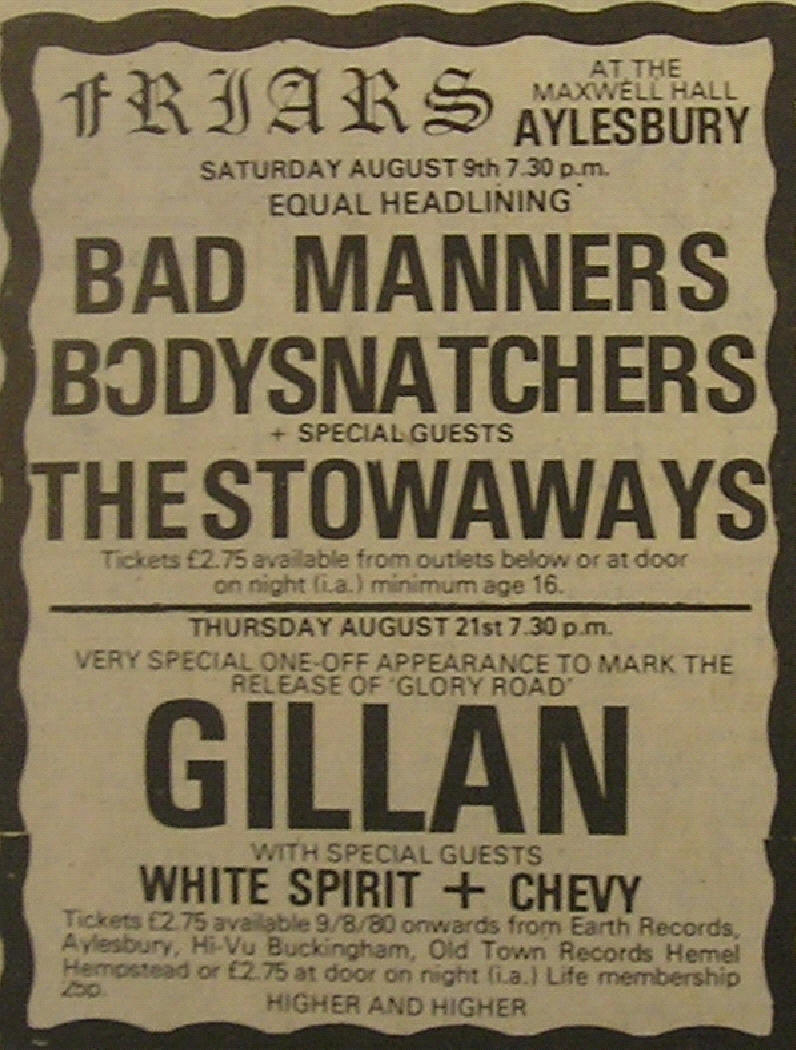 FRIARS AT THE
MAXWELL HALL
AYLESBURY
SATURDAY AUGUST 9th 7.30 p.m.
EQUAL HEADLINING
BAD MANNERS
BODYSNATCHERS
+ SPECIAL GUESTS
THE STOWAWAYS
Tickets £2.75 available from outlets below or at door
on night (i.a.) minimum age 16.
THURSDAY AUGUST 21st 7.30 p.m.
VERY SPECIAL ONE-OFF APPEARANCE TO MARK THE
RELEASE OF 'GLORY ROAD'
GILLAN
WITH SPECIAL GUESTS
WHITE SPIRIT + CHEVY
Tickets £2.75 available 9/8/80 onwards from Earth Records,
Aylesbury, Hi-Vu Buckingham, Old Town Records Hemel
Hempstead or £2.75 at door on night (i.a.) Life membership
25p.
HIGHER AND HIGHER